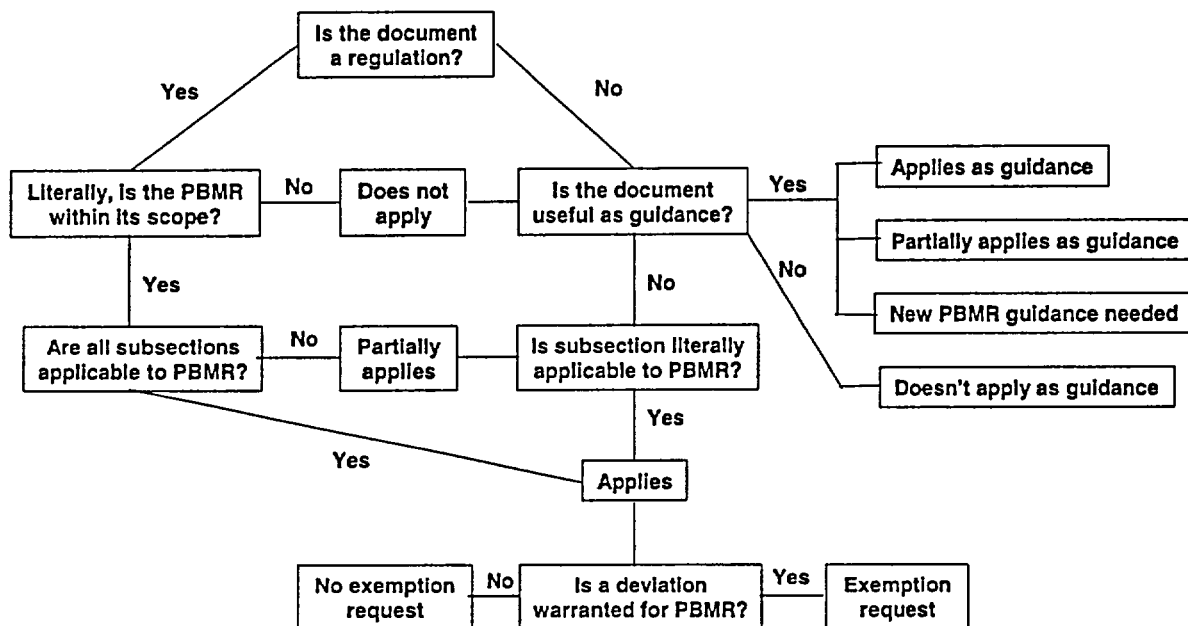 Is the document
a regulation?
Yes
No
Literally, is the PBMR
within its scope?
No
Does not
apply
Is the document
useful as guidance?
Yes
Applies as guidance
Partially applies as guidance
New PBMR guidance needed
No
Doesn't apply as guidance
Yes
No
Are all subsections
applicable to PBMR?
No
Partially
applies
Is subsection literally
applicable to PBMR?
Yes
Yes
Applies
No exemption
request
No
Is a deviation
warranted for PBMR?
Yes
Exemption
request